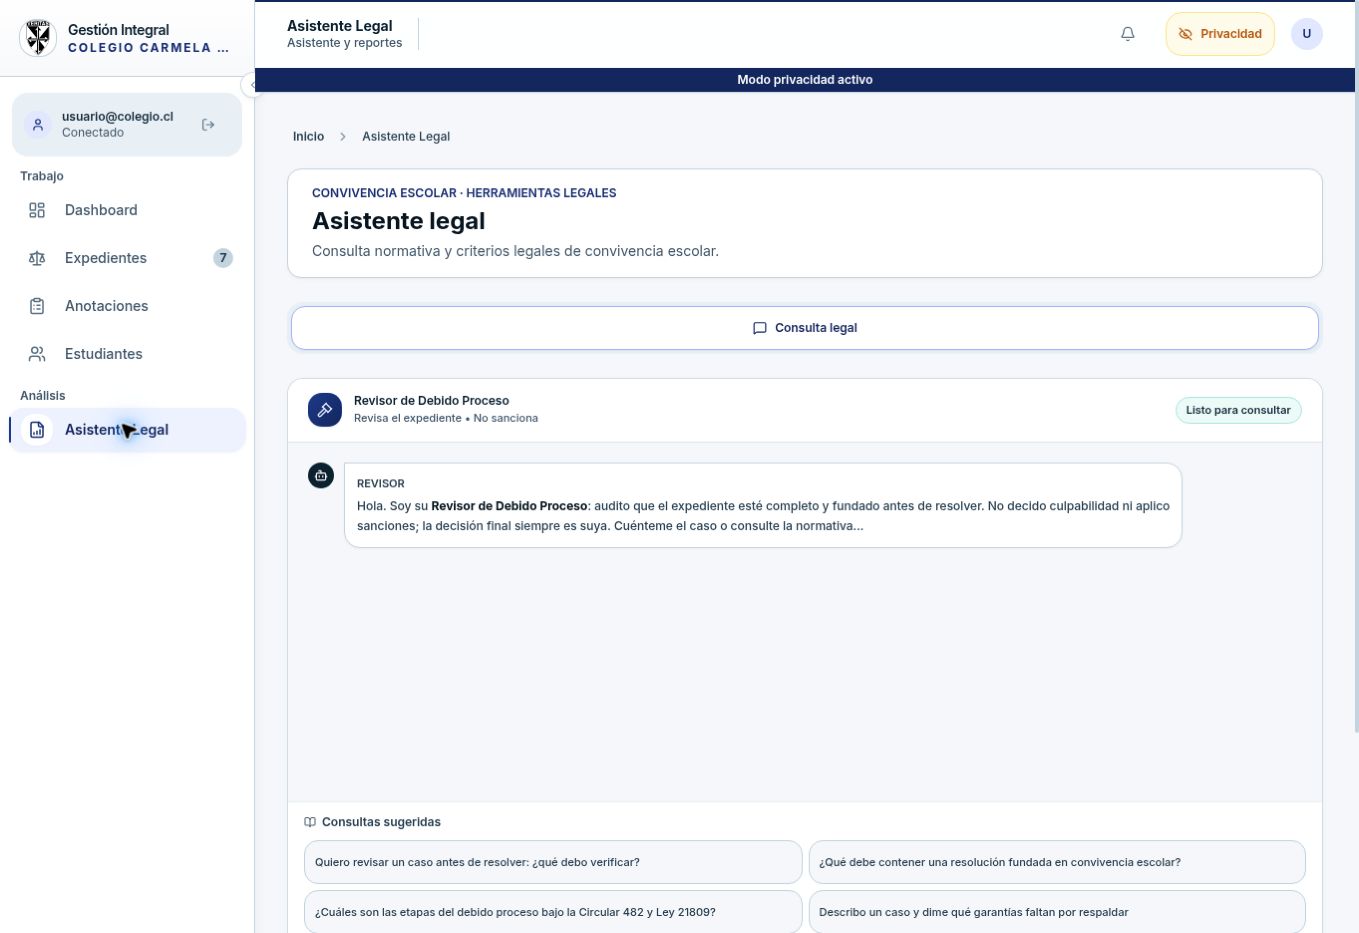 Gestión Integral
COLEGIO CARMELA ...
usuario@colegio.cl
Conectado
Trabajo
Dashboard
Expedientes
7
Anotaciones
Estudiantes
Análisis
Asistente Legal
Asistente Legal
Asistente y reportes
Privacidad
U
Modo privacidad activo
Inicio
Asistente Legal
CONVIVENCIA ESCOLAR · HERRAMIENTAS LEGALES
Asistente legal
Consulta normativa y criterios legales de convivencia escolar.
Consulta legal
Revisor de Debido Proceso
Revisa el expediente • No sanciona
Listo para consultar
REVISOR
Hola. Soy su Revisor de Debido Proceso: audito que el expediente esté completo y fundado antes de resolver. No decido culpabilidad ni aplico
sanciones; la decisión final siempre es suya. Cuénteme el caso o consulte la normativa...
Consultas sugeridas
Quiero revisar un caso antes de resolver: ¿qué debo verificar?
¿Qué debe contener una resolución fundada en convivencia escolar?
¿Cuáles son las etapas del debido proceso bajo la Circular 482 y Ley 21809?
Describo un caso y dime qué garantías faltan por respaldar